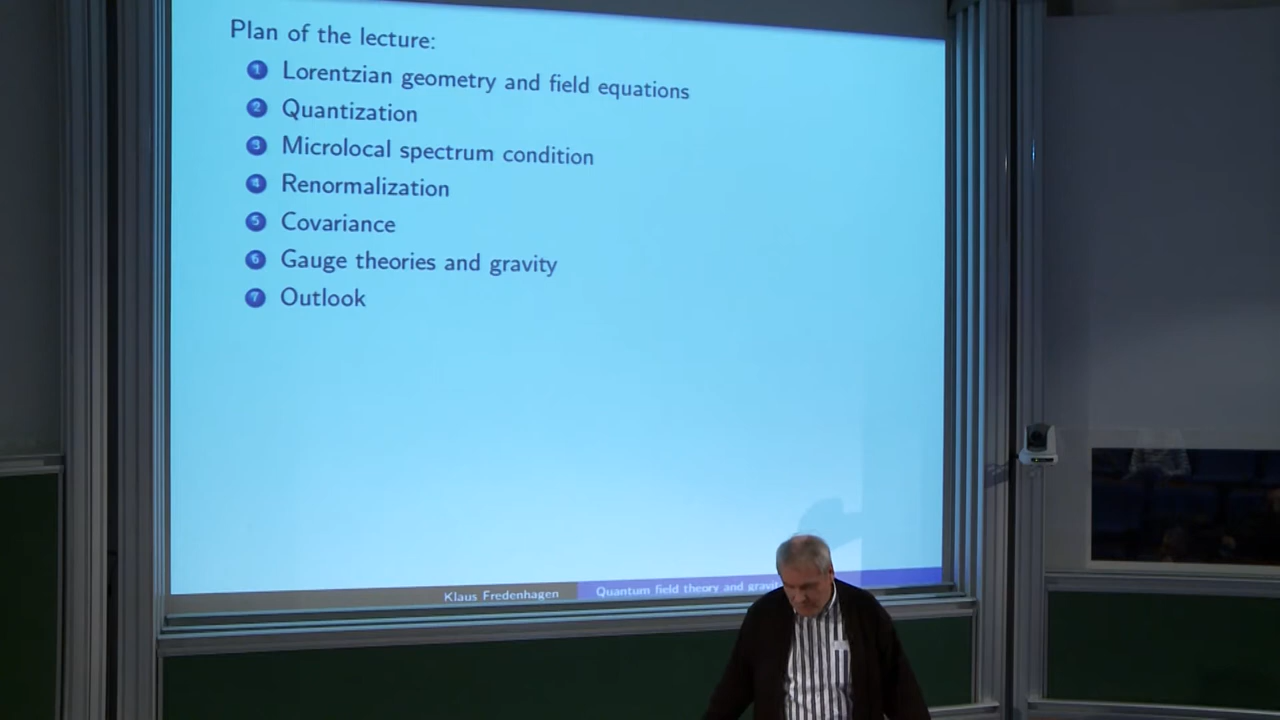 Plan of the lecture:
1 Lorentzian geometry and field equations
2 Quantization
3 Microlocal spectrum condition
4 Renormalization
5 Covariance
6 Gauge theories and gravity
7 Outlook
Klaus Fredenhagen Quantum field theory and